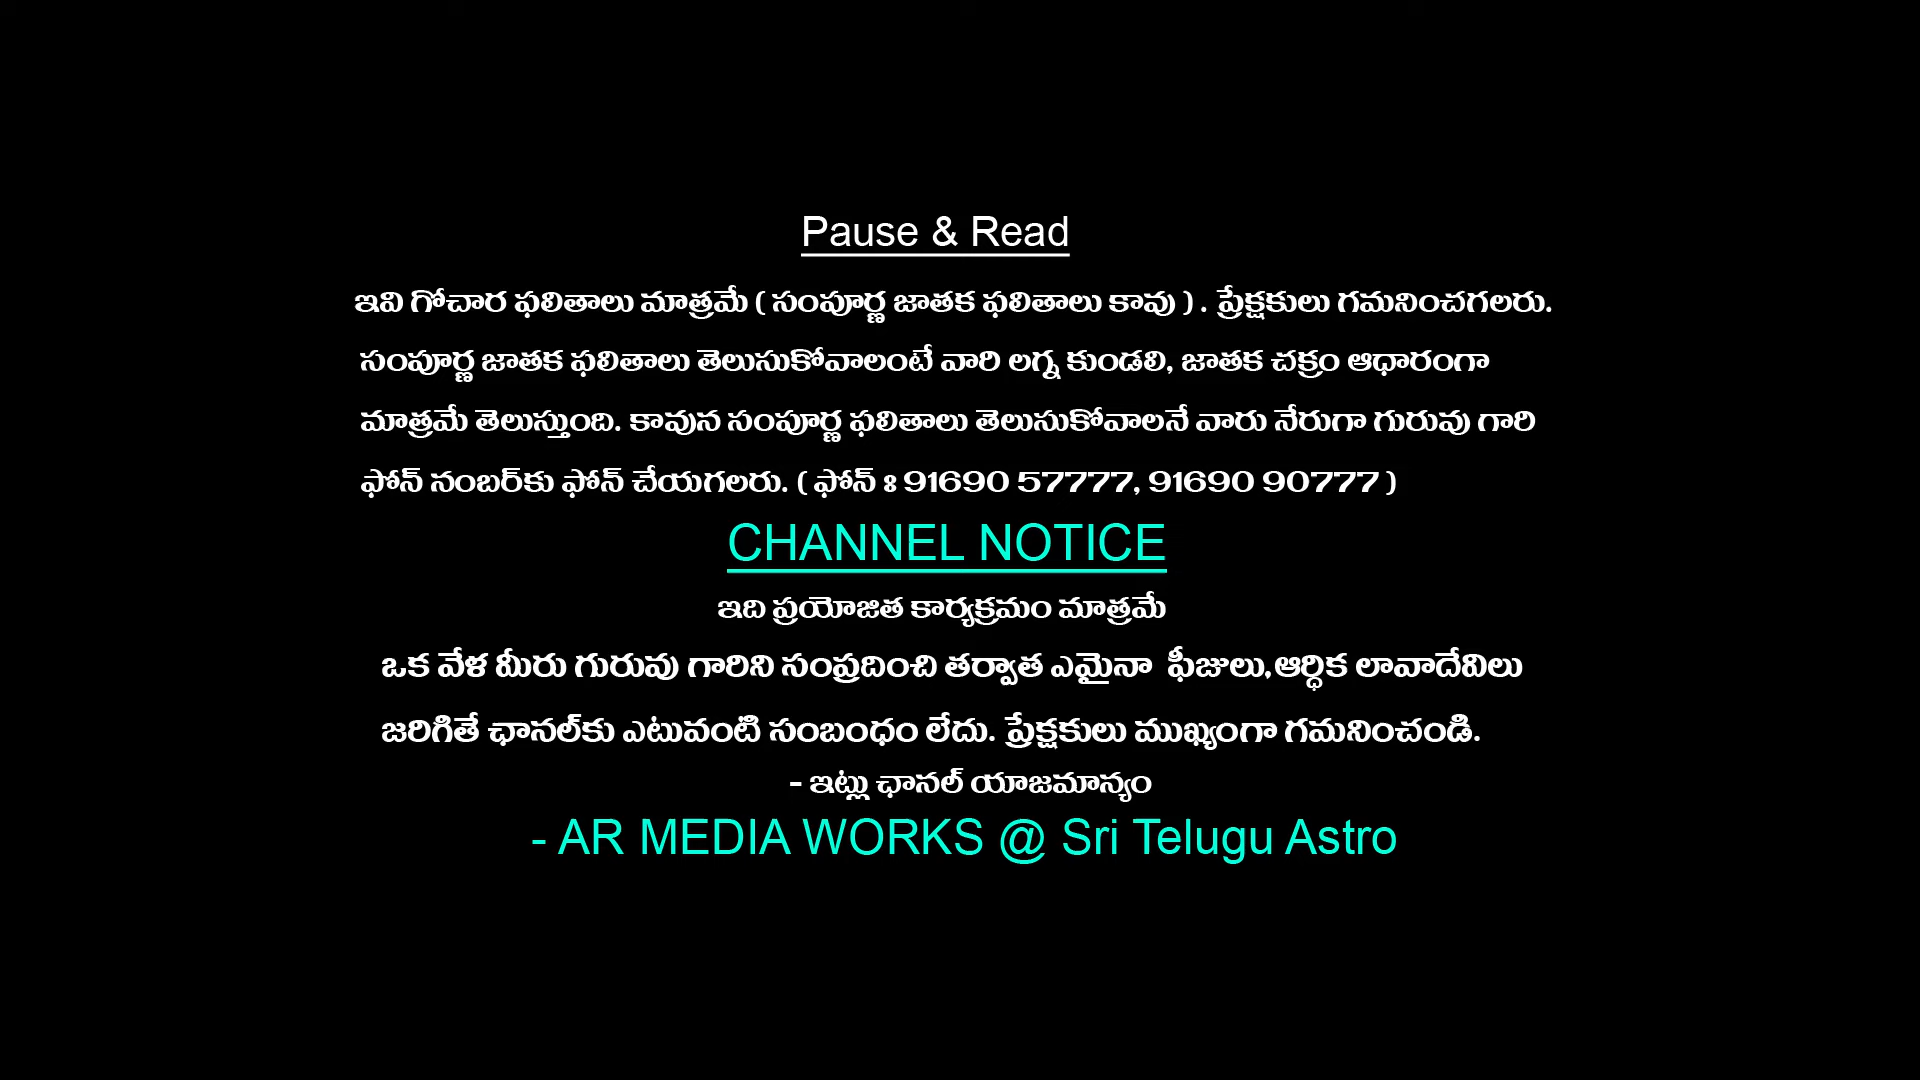 Pause & Read
ఇవి గోచార ఫలితాలు మాత్రమే ( సంపూర్ణ జాతక ఫలితాలు కావు ) . ప్రేక్షకులు గమనించగలరు.
సంపూర్ణ జాతక ఫలితాలు తెలుసుకోవాలంటే వారి లగ్న కుండలి, జాతక చక్రం ఆధారంగా
మాత్రమే తెలుస్తుంది. కావున సంపూర్ణ ఫలితాలు తెలుసుకోవాలనే వారు నేరుగా గురువు గారి
ఫోన్ నంబర్‌కు ఫోన్ చేయగలరు. ( ఫోన్ ః 91690 57777, 91690 90777 )
CHANNEL NOTICE
ఇది ప్రయోజిత కార్యక్రమం మాత్రమే
ఒక వేళ మీరు గురువు గారిని సంప్రదించి తర్వాత ఎమైనా ఫీజులు,ఆర్ధిక లావాదేవిలు
జరిగితే ఛానల్‌కు ఎటువంటి సంబంధం లేదు. ప్రేక్షకులు ముఖ్యంగా గమనించండి.
- ఇట్లు ఛానల్ యాజమాన్యం
- AR MEDIA WORKS @ Sri Telugu Astro